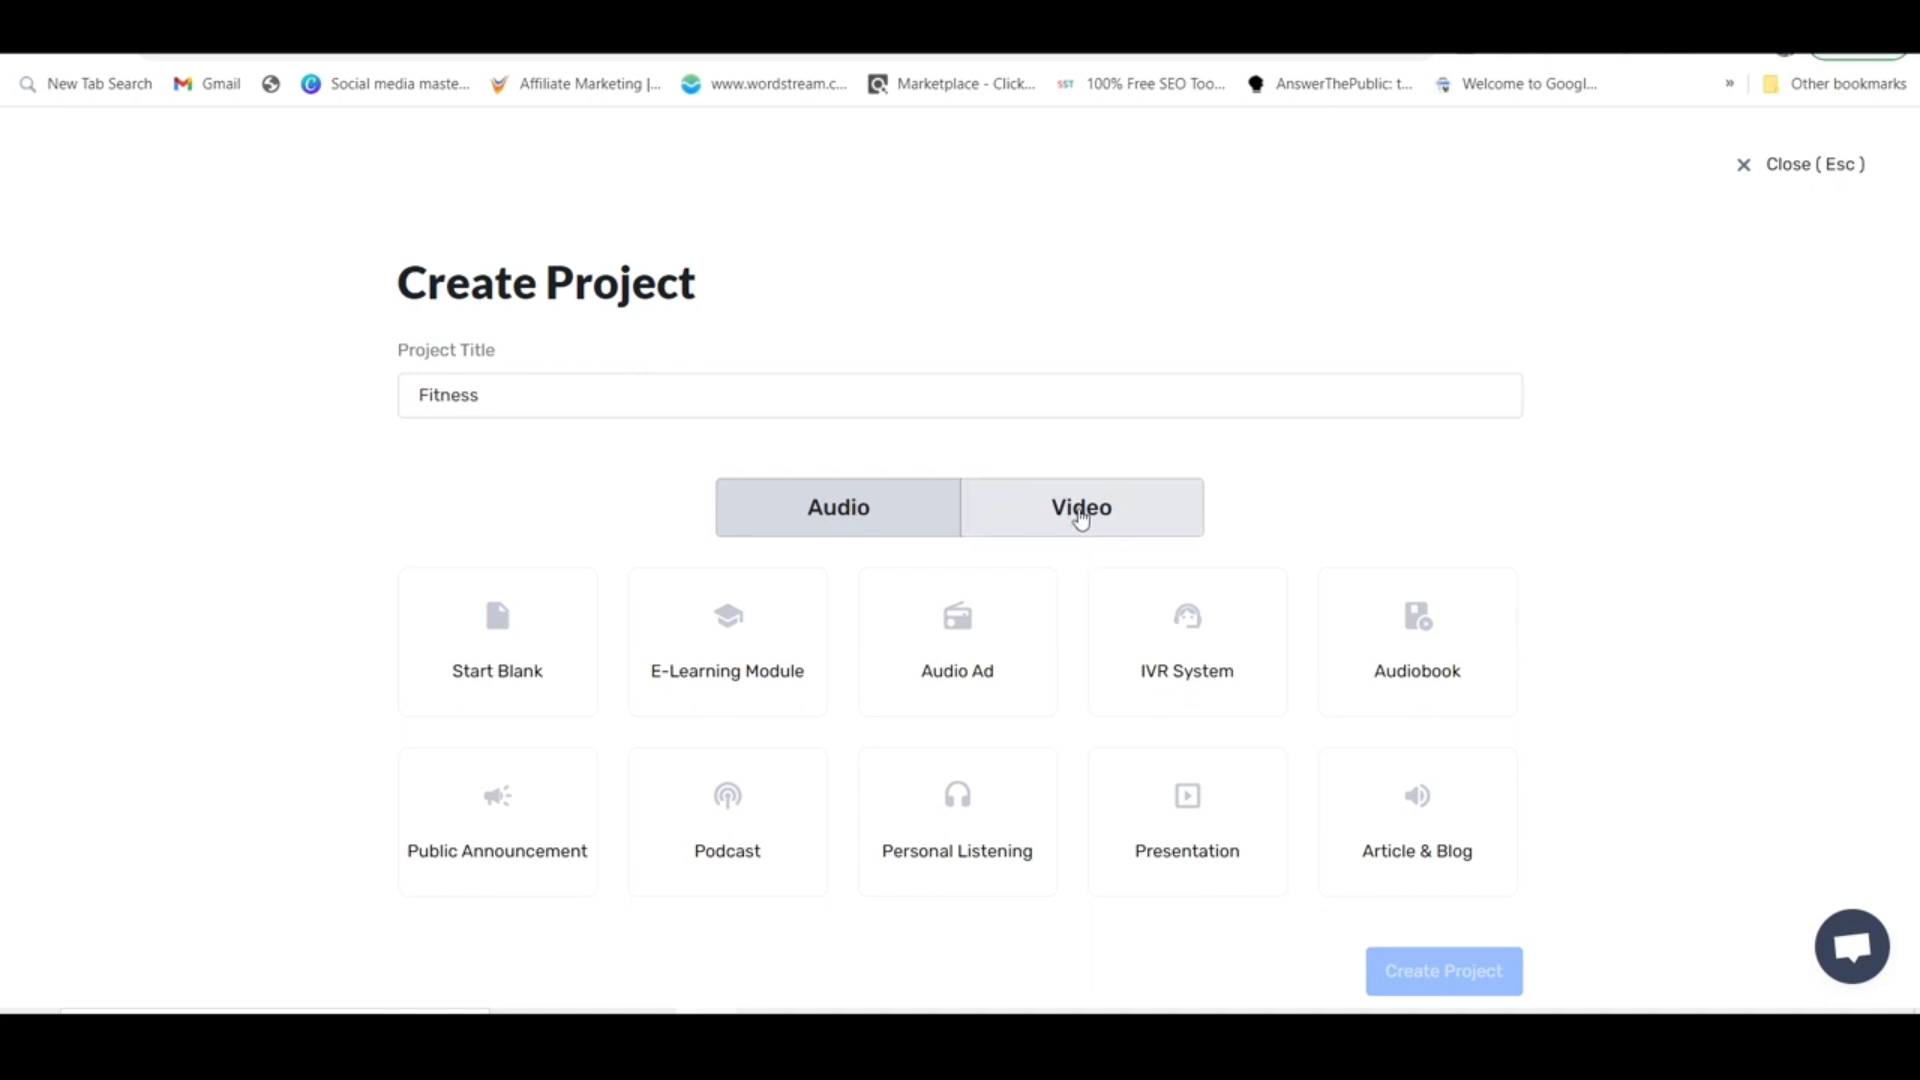 New Tab Search Gmail Social media maste... Affiliate Marketing |... www.wordstream.c... Marketplace - Click... SST 100% Free SEO Too... AnswerThePublic: t... Welcome to Googl... » Other bookmarks
Close ( Esc )
Create Project
Project Title
Fitness
Audio Video
Start Blank E-Learning Module Audio Ad IVR System Audiobook
Public Announcement Podcast Personal Listening Presentation Article & Blog
Create Project